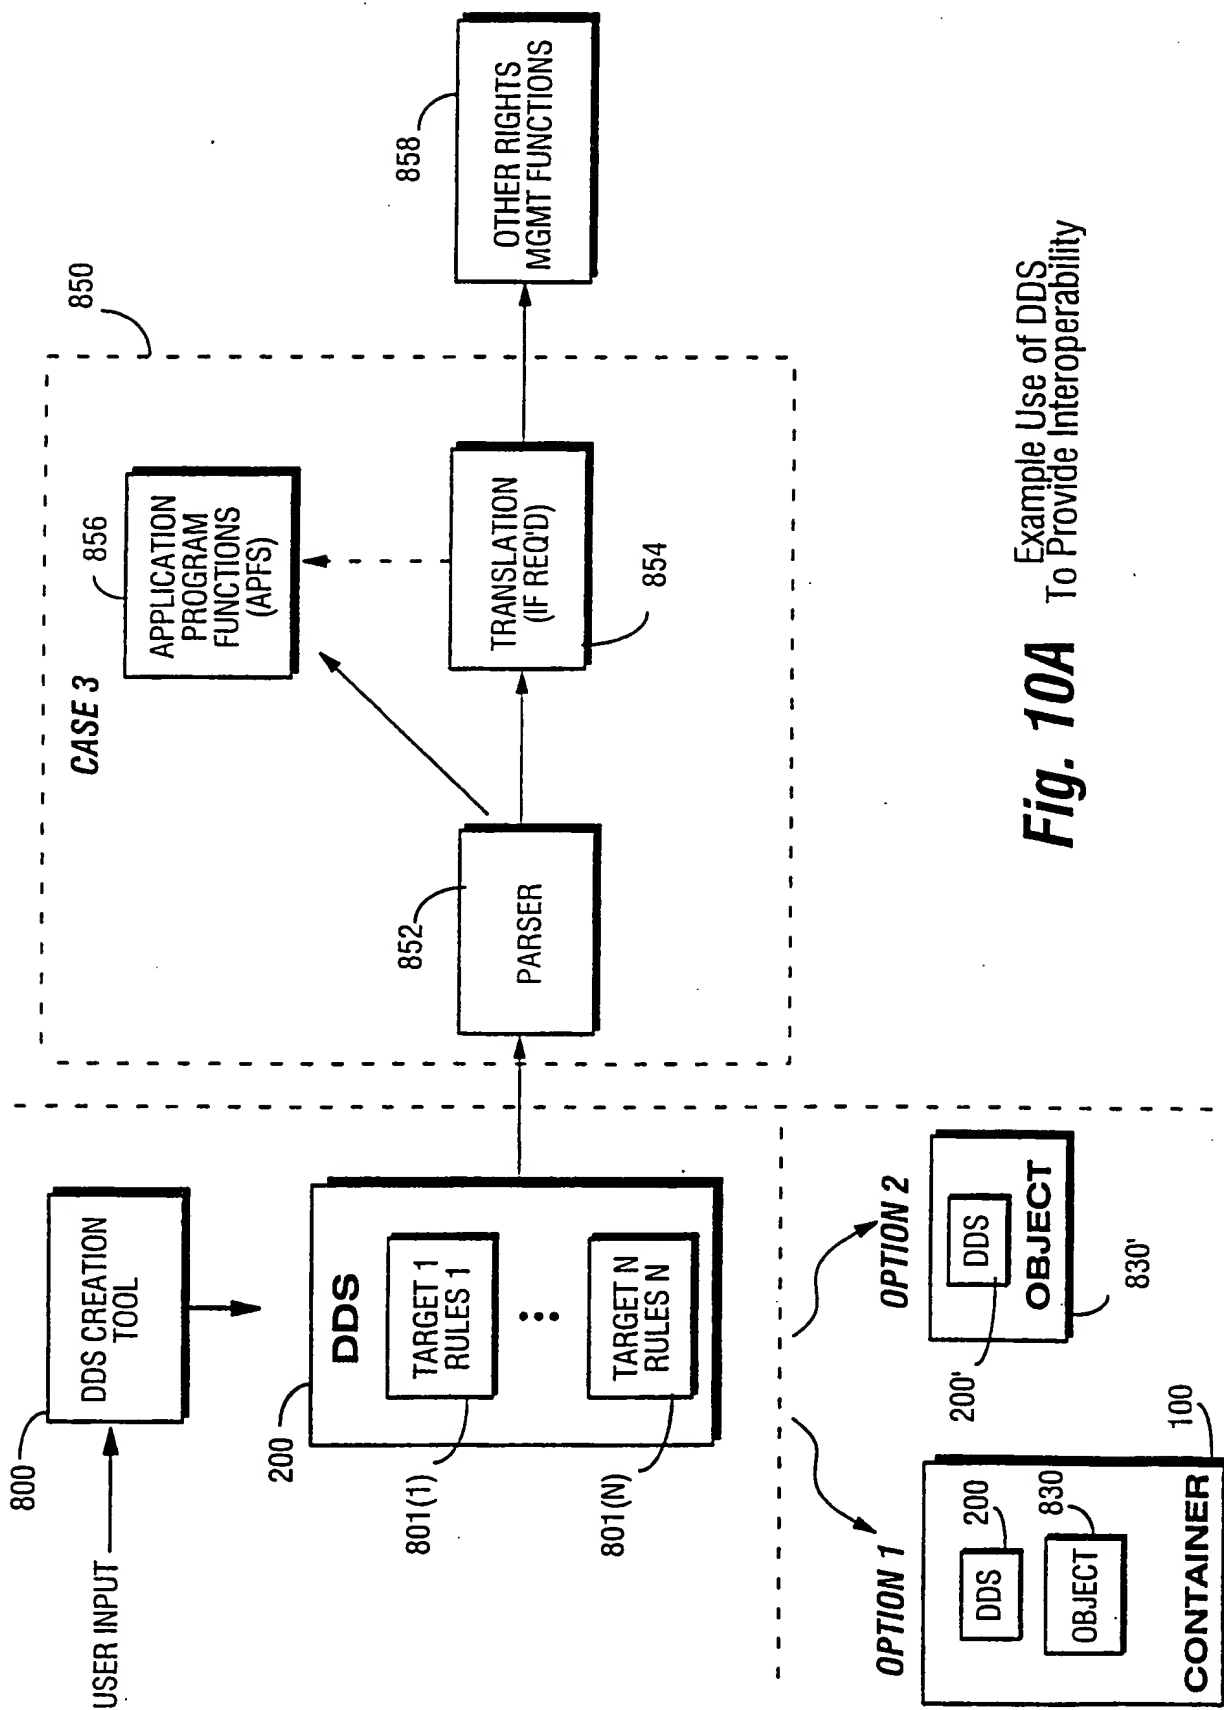 USER INPUT
800
DDS CREATION
TOOL
200
DDS
TARGET 1
RULES 1
801(1)
TARGET N
RULES N
801(N)
850
CASE 3
852
PARSER
856
APPLICATION
PROGRAM
FUNCTIONS
(APFS)
TRANSLATION
(IF REQ'D)
854
858
OTHER RIGHTS
MGMT FUNCTIONS
OPTION 1
DDS
200
OBJECT
830
CONTAINER
100
OPTION 2
DDS
200'
OBJECT
830'
Fig. 10A
Example Use of DDS
To Provide Interoperability